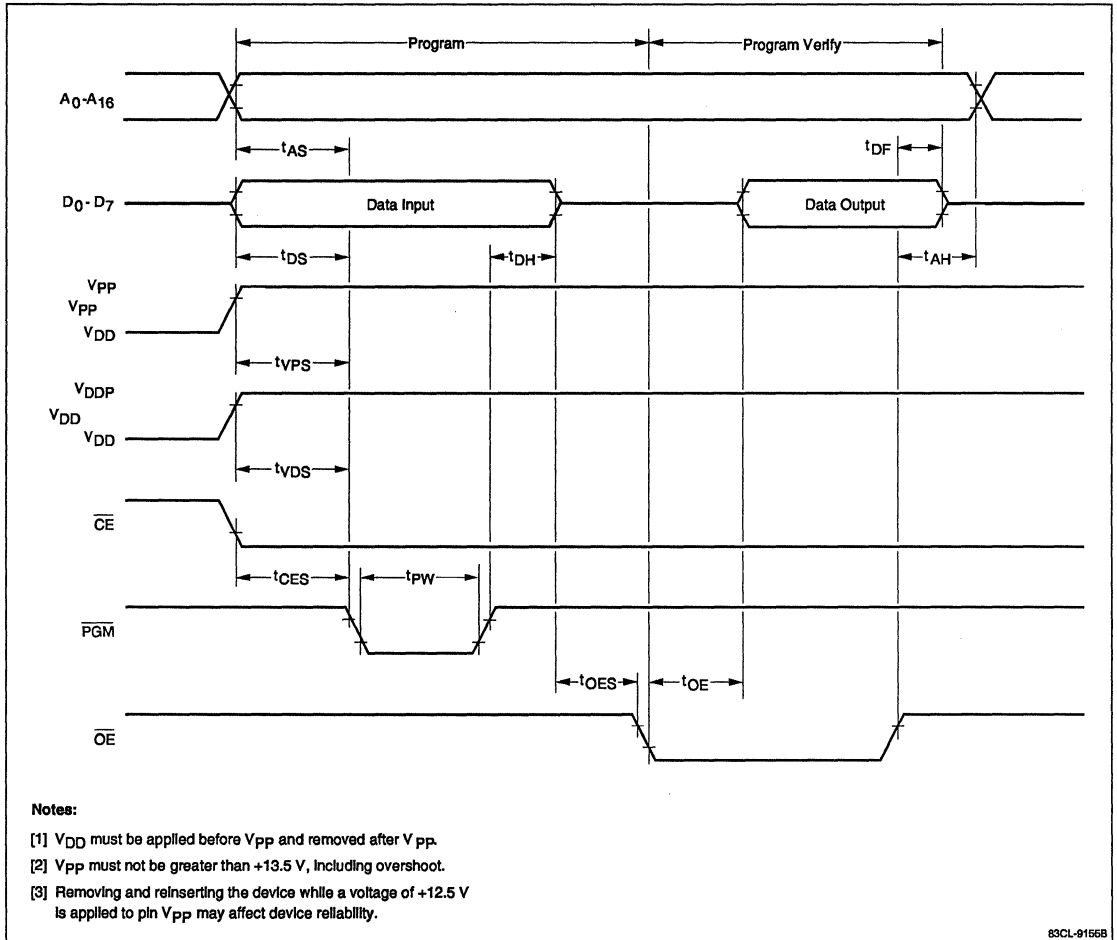 Program
Program Verify
A0-A16
tAS
tDF
D0-D7
Data Input
Data Output
tDS
tDH
tAH
VPP
VPP
VDD
tVPS
VDDP
VDD
VDD
tVDS
CE
tCES
tPW
PGM
tOES
tOE
OE
Notes:
[1] VDD must be applied before VPP and removed after VPP.
[2] VPP must not be greater than +13.5 V, including overshoot.
[3] Removing and reinserting the device while a voltage of +12.5 V
is applied to pin VPP may affect device reliability.
83CL-9156B